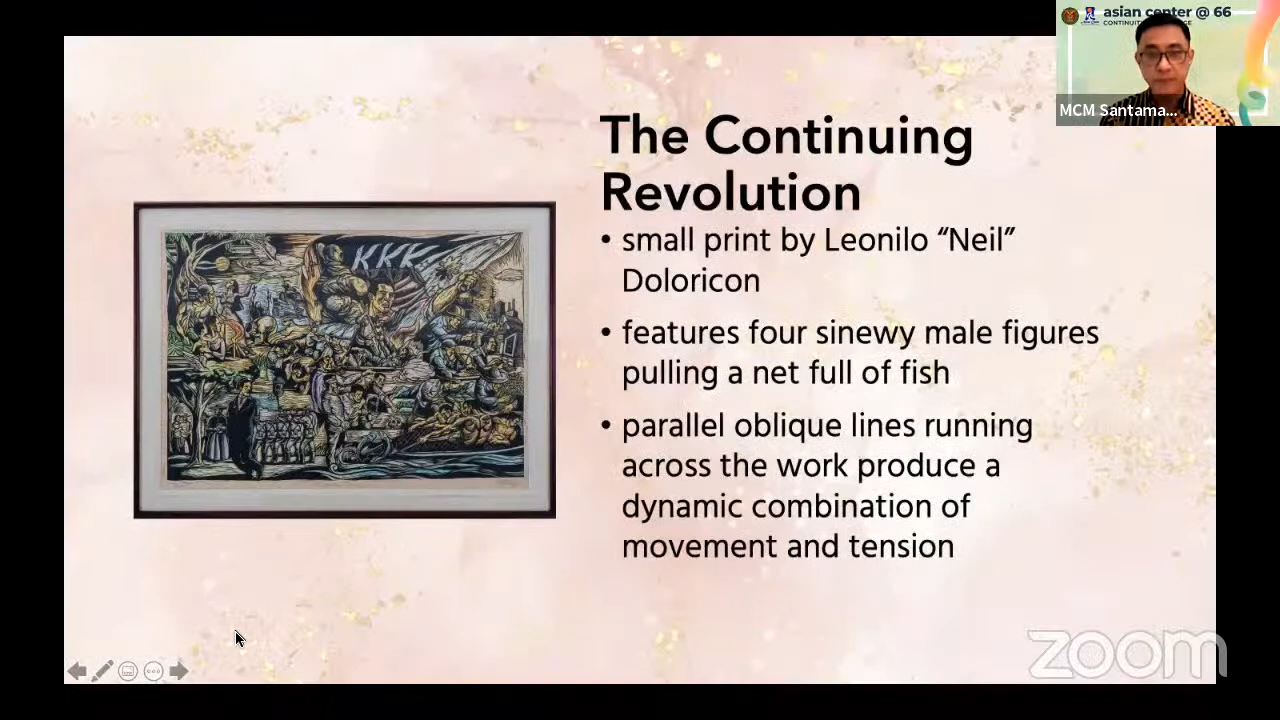 asian center @ 66
MCM Santama...
The Continuing
Revolution
• small print by Leonilo “Neil”
Doloricon
• features four sinewy male figures
pulling a net full of fish
• parallel oblique lines running
across the work produce a
dynamic combination of
movement and tension
KKK
zoom